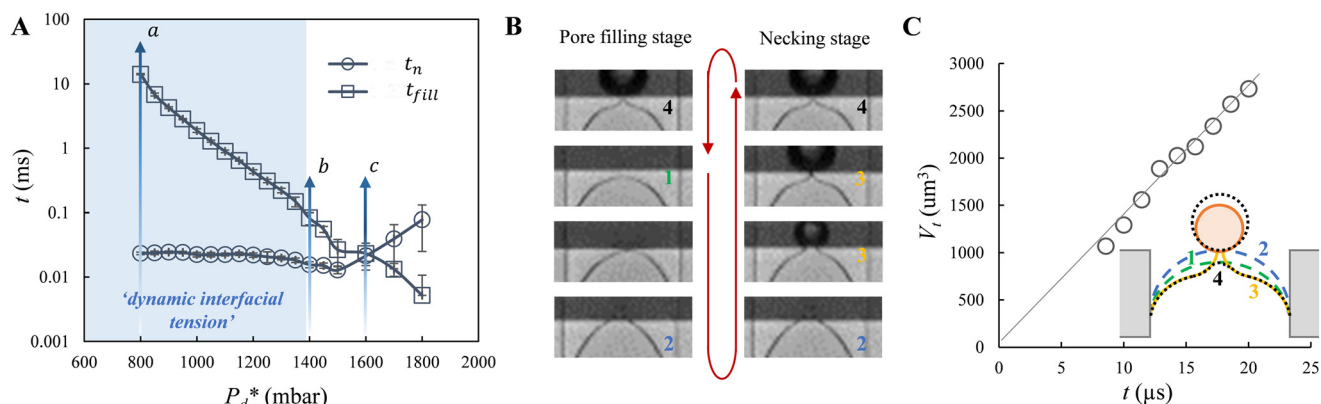 A
t (ms)
100
10
1
0.1
0.01
0.001
a
b
c
t_n
t_fill
'dynamic interfacial
tension'
600
800
1000
1200
1400
1600
1800
2000
P_d* (mbar)
B
Pore filling stage
Necking stage
4
4
1
3
3
2
2
C
V_t (um³)
3000
2500
2000
1500
1000
500
0
1
2
3
4
0
5
10
15
20
25
t (μs)